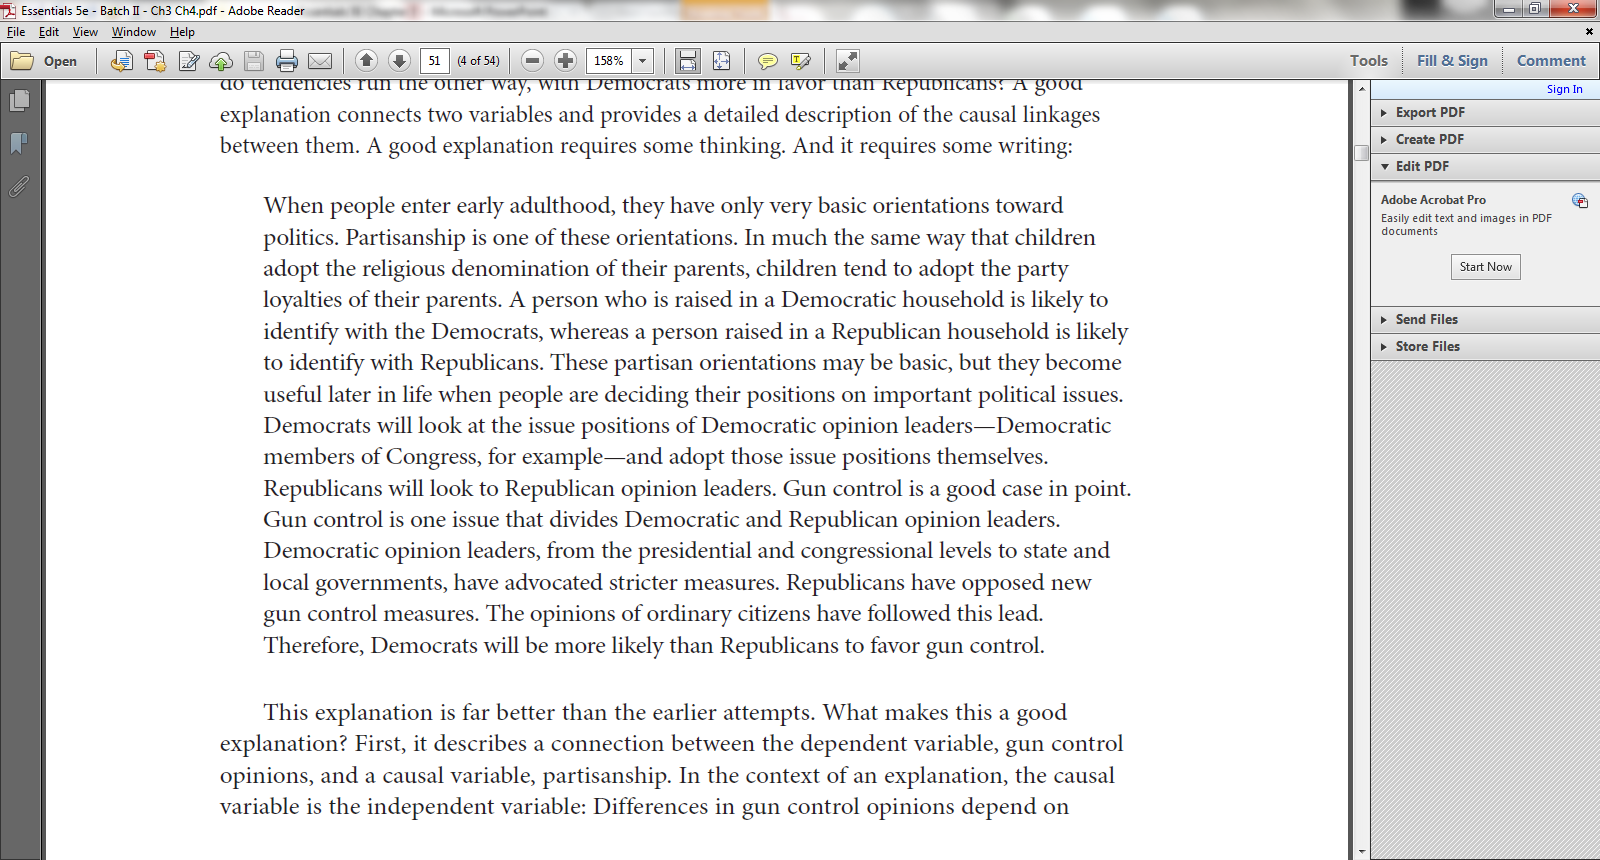 Essentials 5e - Batch II - Ch3 Ch4.pdf - Adobe Reader
File Edit View Window Help
Open 51 (4 of 54) 158% Tools Fill & Sign Comment
Sign In
do tendencies run the other way, with Democrats more in favor than Republicans? A good
explanation connects two variables and provides a detailed description of the causal linkages
between them. A good explanation requires some thinking. And it requires some writing:
When people enter early adulthood, they have only very basic orientations toward
politics. Partisanship is one of these orientations. In much the same way that children
adopt the religious denomination of their parents, children tend to adopt the party
loyalties of their parents. A person who is raised in a Democratic household is likely to
identify with the Democrats, whereas a person raised in a Republican household is likely
to identify with Republicans. These partisan orientations may be basic, but they become
useful later in life when people are deciding their positions on important political issues.
Democrats will look at the issue positions of Democratic opinion leaders—Democratic
members of Congress, for example—and adopt those issue positions themselves.
Republicans will look to Republican opinion leaders. Gun control is a good case in point.
Gun control is one issue that divides Democratic and Republican opinion leaders.
Democratic opinion leaders, from the presidential and congressional levels to state and
local governments, have advocated stricter measures. Republicans have opposed new
gun control measures. The opinions of ordinary citizens have followed this lead.
Therefore, Democrats will be more likely than Republicans to favor gun control.
This explanation is far better than the earlier attempts. What makes this a good
explanation? First, it describes a connection between the dependent variable, gun control
opinions, and a causal variable, partisanship. In the context of an explanation, the causal
variable is the independent variable: Differences in gun control opinions depend on
Export PDF
Create PDF
Edit PDF
Adobe Acrobat Pro
Easily edit text and images in PDF
documents
Start Now
Send Files
Store Files